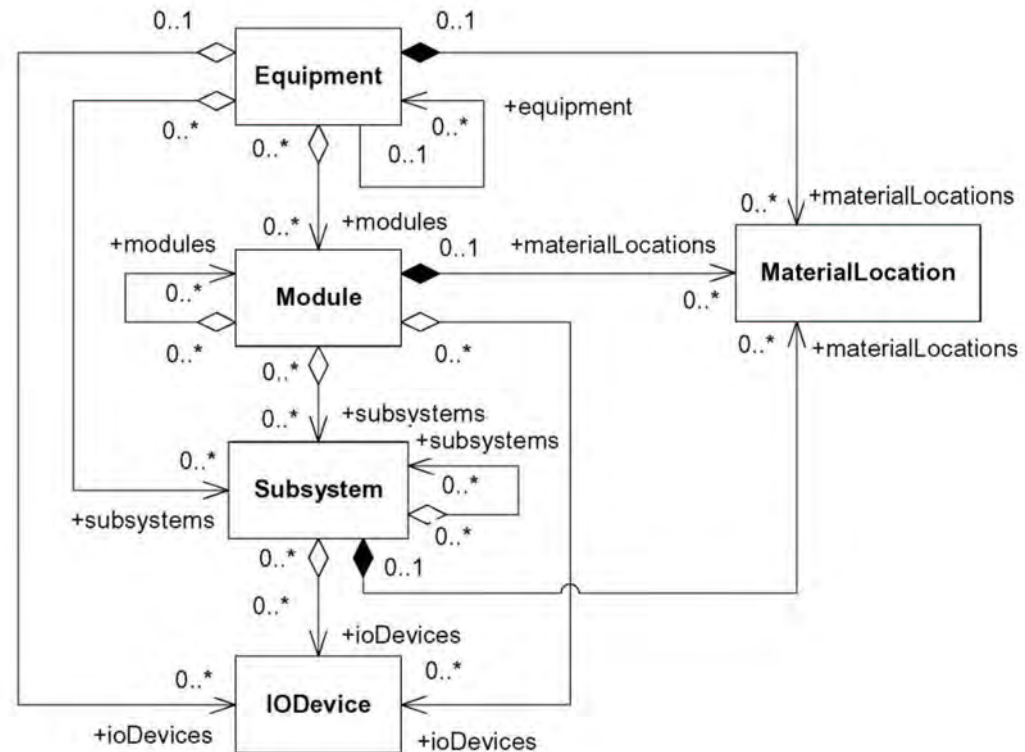 0..1
0..1
Equipment
+equipment
0..*
0..*
0..*
0..1
0..*
+modules
0..*
+materialLocations
+modules
0..1
+materialLocations
0..*
Module
MaterialLocation
0..*
0..*
0..*
0..*
0..*
+materialLocations
0..*
+subsystems
+subsystems
0..*
Subsystem
0..*
+subsystems
0..*
0..*
0..1
0..*
+ioDevices
0..*
0..*
IODevice
+ioDevices
+ioDevices